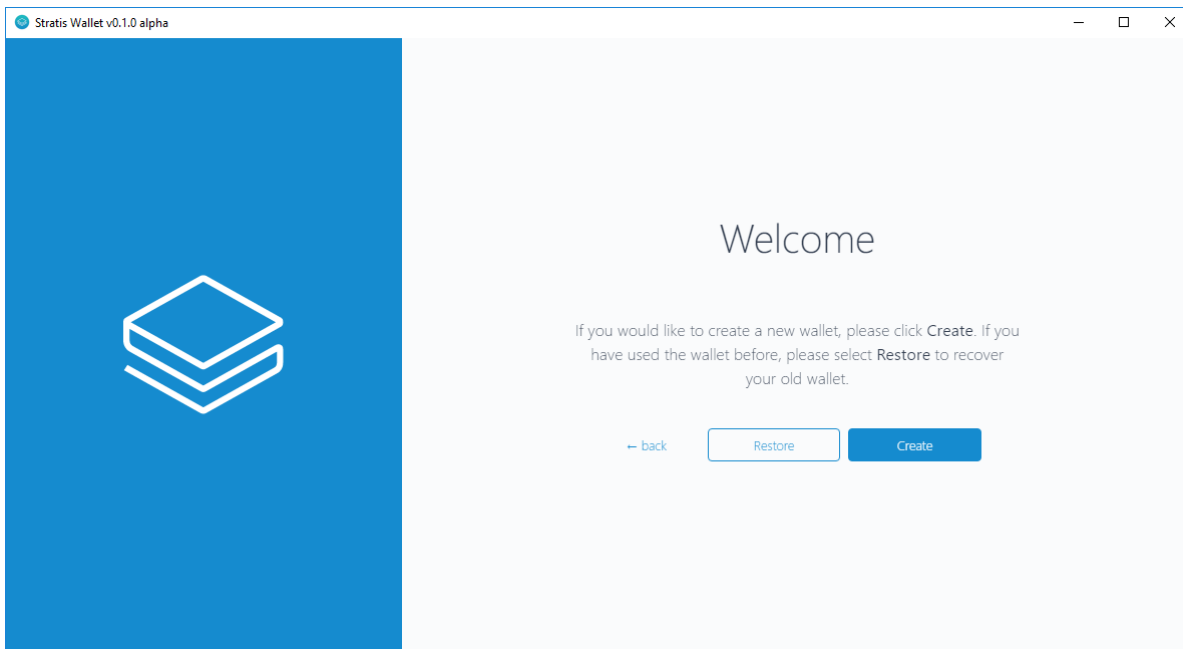 Stratis Wallet v0.1.0 alpha
Welcome
If you would like to create a new wallet, please click Create. If you
have used the wallet before, please select Restore to recover
your old wallet.
← back
Restore
Create